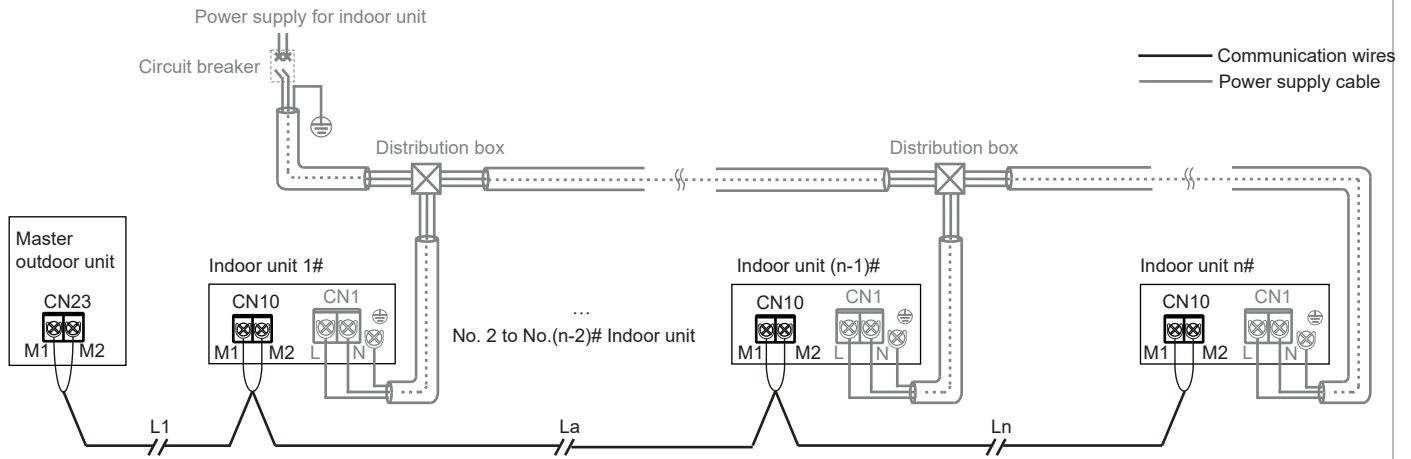 Power supply for indoor unit
Circuit breaker
Communication wires
Power supply cable
Distribution box
Distribution box
Master
outdoor unit
Indoor unit 1#
Indoor unit (n-1)#
Indoor unit n#
CN23
CN10
CN1
CN10
CN1
CN10
CN1
…
No. 2 to No.(n-2)# Indoor unit
M1 M2
M1 M2 L N
M1 M2 L N
M1 M2 L N
L1
La
Ln